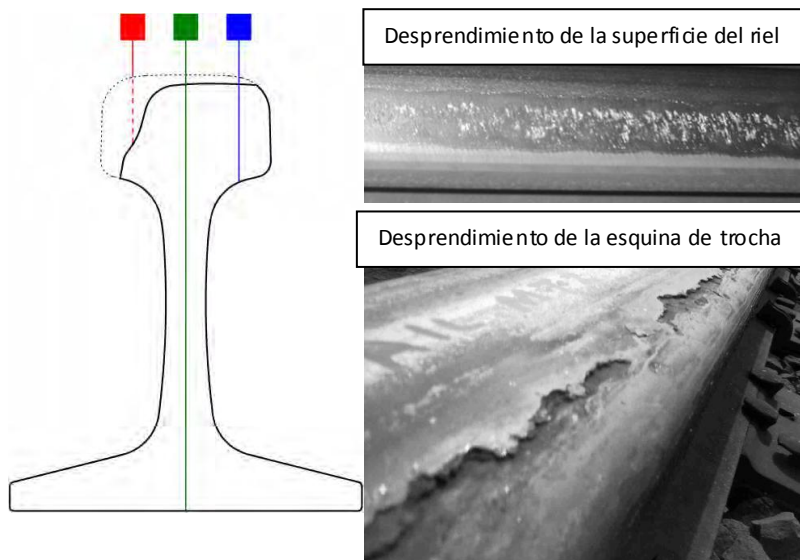 Desprendimiento de la superficie del riel
Desprendimiento de la esquina de trocha